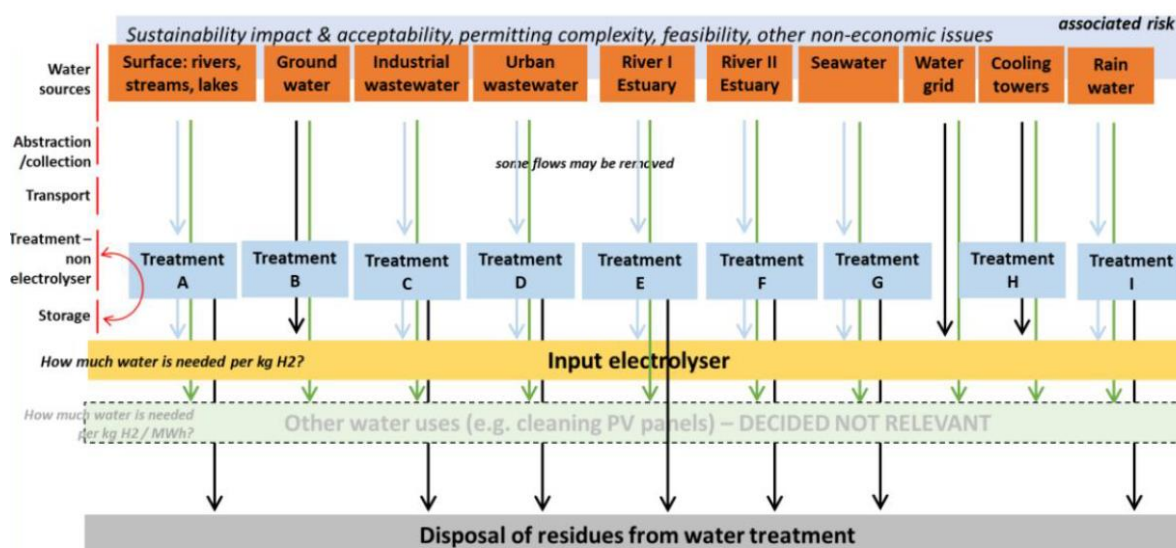 associated risk
Sustainability impact & acceptability, permitting complexity, feasibility, other non-economic issues
Water
sources
Surface: rivers,
streams, lakes
Ground
water
Industrial
wastewater
Urban
wastewater
River I
Estuary
River II
Estuary
Seawater
Water
grid
Cooling
towers
Rain
water
Abstraction
/collection
some flows may be removed
Transport
Treatment –
non
electrolyser
Treatment
A
Treatment
B
Treatment
C
Treatment
D
Treatment
E
Treatment
F
Treatment
G
Treatment
H
Treatment
I
Storage
How much water is needed per kg H2?
Input electrolyser
How much water is needed
per kg H2 / MWh?
Other water uses (e.g. cleaning PV panels) – DECIDED NOT RELEVANT
Disposal of residues from water treatment